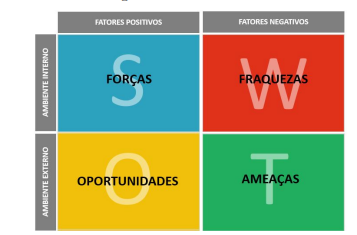 FATORES POSITIVOS
FATORES NEGATIVOS
AMBIENTE INTERNO
S
FORÇAS
W
FRAQUEZAS
AMBIENTE EXTERNO
O
OPORTUNIDADES
T
AMEAÇAS